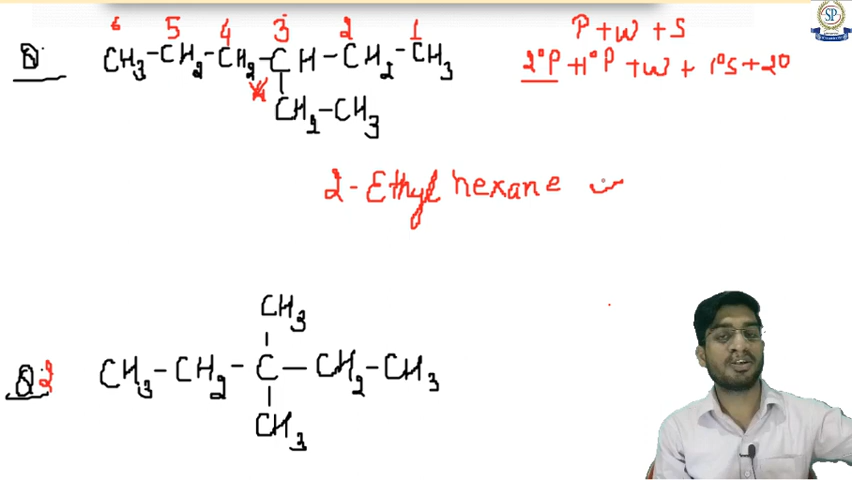 6 5 4 3 2 1
P + W + S
Q. CH3-CH2-CH2-CH-CH2-CH3
2°P + 1°P + W + 1°S + 2°
CH2-CH3
2-Ethyl hexane
CH3
Q2 CH3-CH2-C-CH2-CH3
CH3
SP